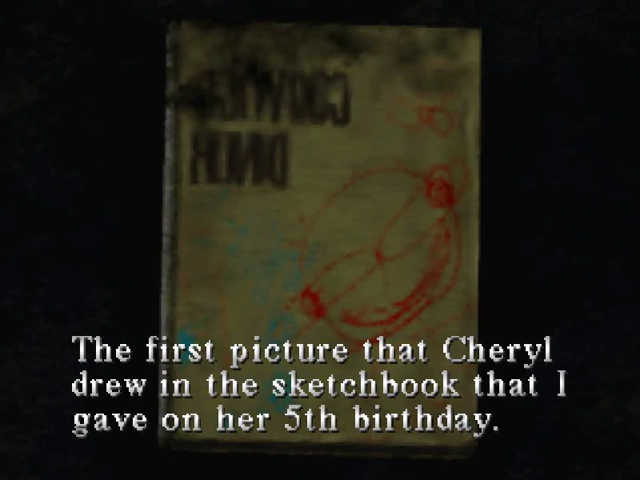 The first picture that Cheryl
drew in the sketchbook that I
gave on her 5th birthday.